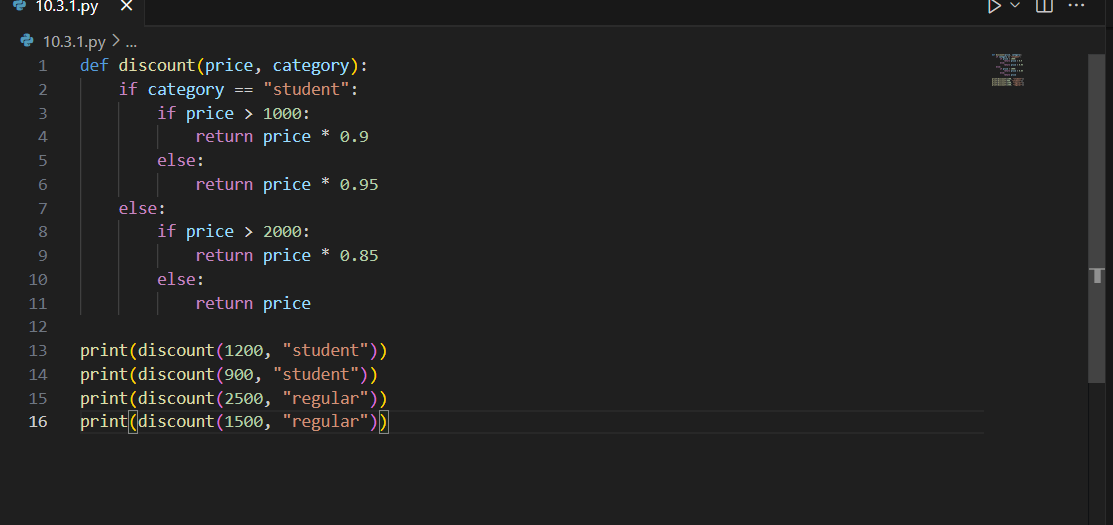 10.3.1.py ×
10.3.1.py > ...
1 def discount(price, category):
2     if category == "student":
3         if price > 1000:
4             return price * 0.9
5         else:
6             return price * 0.95
7     else:
8         if price > 2000:
9             return price * 0.85
10         else:
11             return price
12
13 print(discount(1200, "student"))
14 print(discount(900, "student"))
15 print(discount(2500, "regular"))
16 print(discount(1500, "regular"))